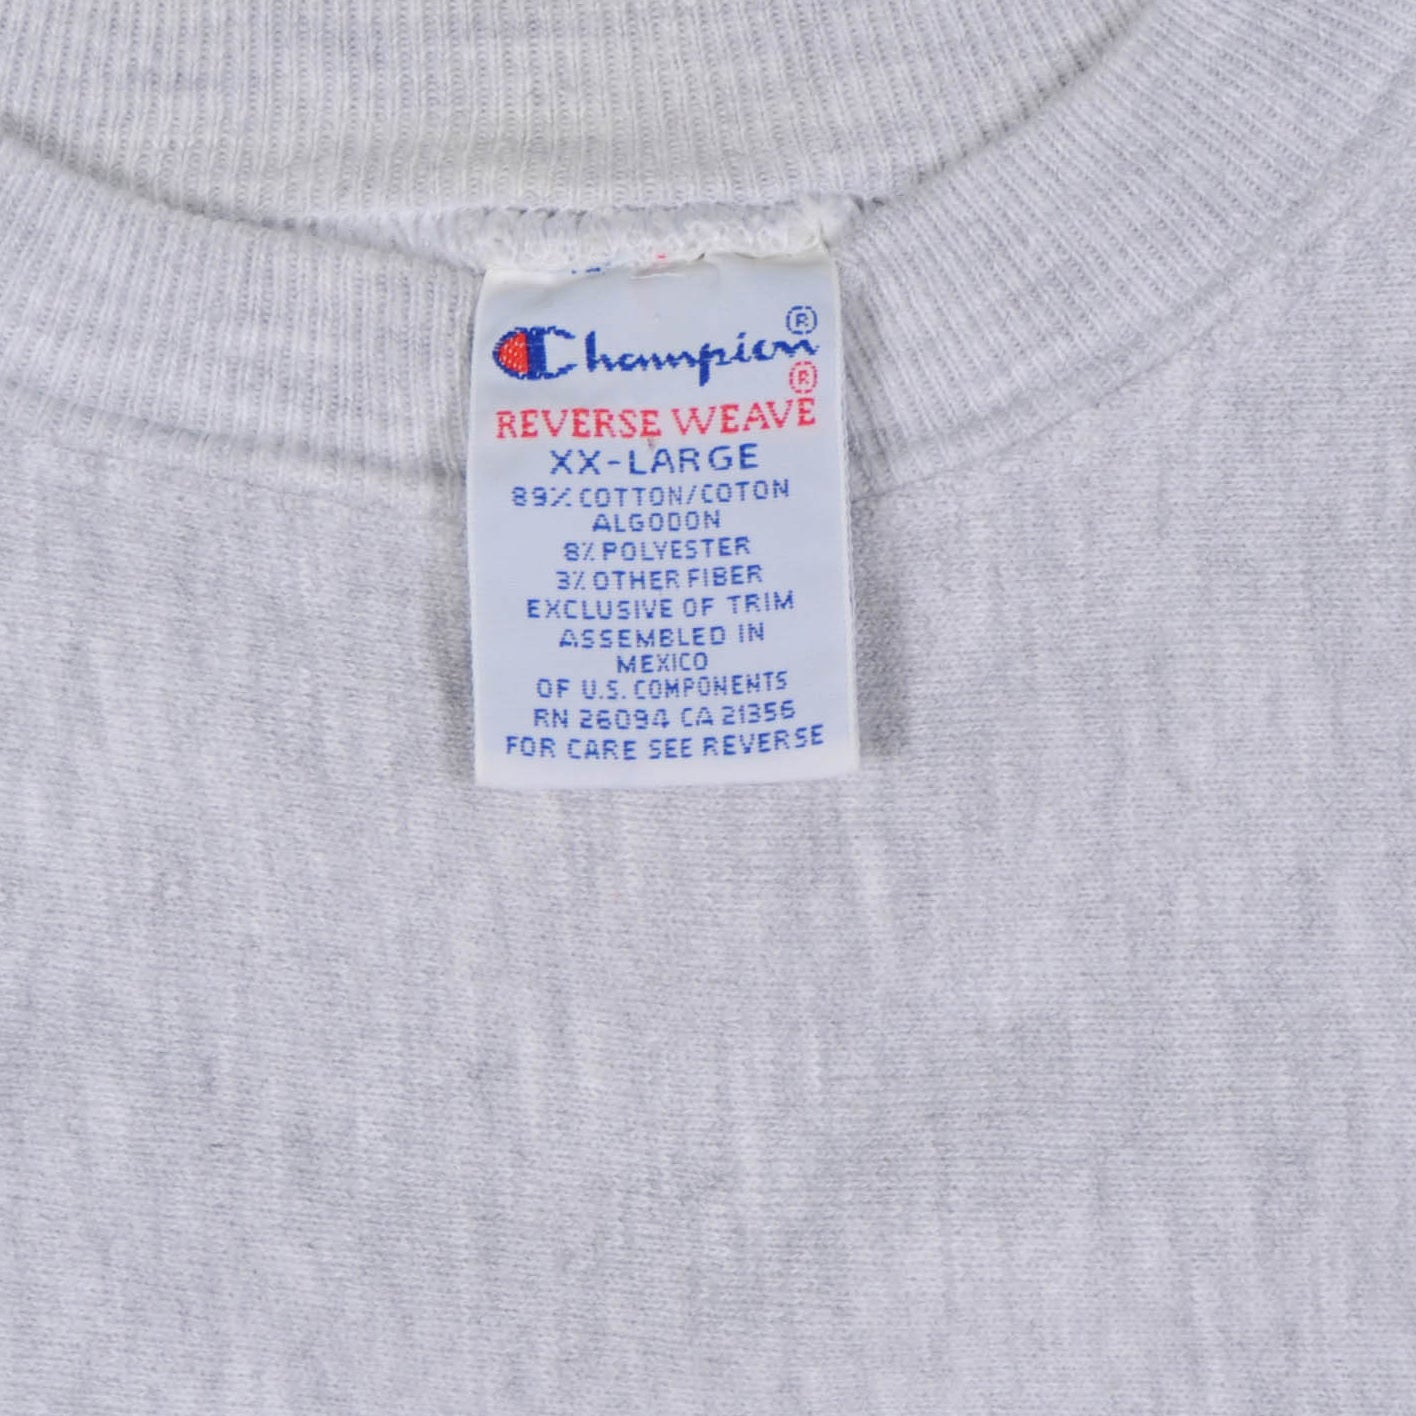 Champion®
REVERSE WEAVE®
XX-LARGE
89% COTTON/COTON
ALGODON
8% POLYESTER
3% OTHER FIBER
EXCLUSIVE OF TRIM
ASSEMBLED IN
MEXICO
OF U.S. COMPONENTS
RN 26094 CA 21356
FOR CARE SEE REVERSE